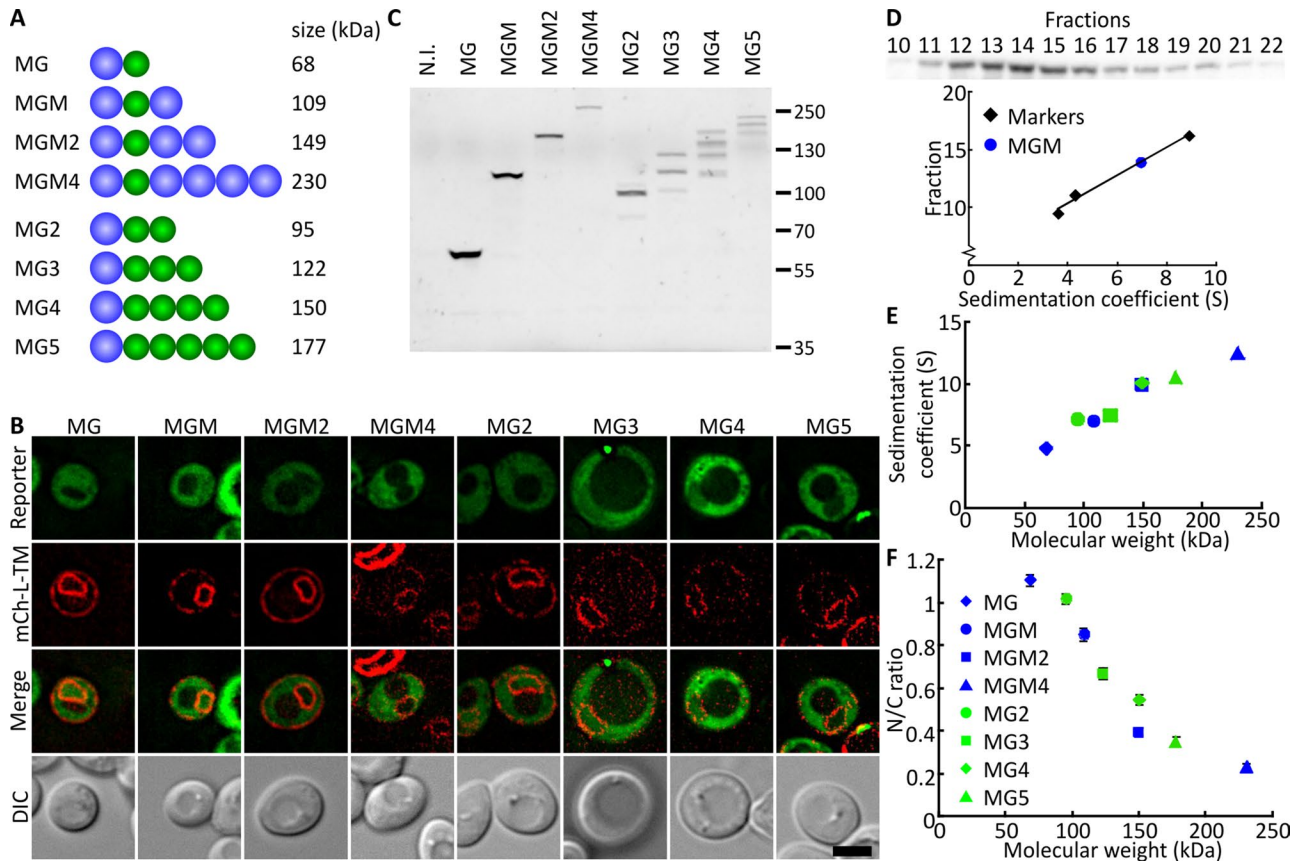 A
size (kDa)
MG 68
MGM 109
MGM2 149
MGM4 230
MG2 95
MG3 122
MG4 150
MG5 177
B
MG MGM MGM2 MGM4 MG2 MG3 MG4 MG5
Reporter
mCh-L-TM
Merge
DIC
C
N.I. MG MGM MGM2 MGM4 MG2 MG3 MG4 MG5
250
130
100
70
55
35
D
Fractions
10 11 12 13 14 15 16 17 18 19 20 21 22
20
15
10
Fraction
Markers
MGM
0 2 4 6 8 10
Sedimentation coefficient (S)
E
15
10
5
0
Sedimentation
coefficient (S)
0 50 100 150 200 250
Molecular weight (kDa)
F
1.2
1
0.8
0.6
0.4
0.2
0
N/C ratio
MG
MGM
MGM2
MGM4
MG2
MG3
MG4
MG5
0 50 100 150 200 250
Molecular weight (kDa)